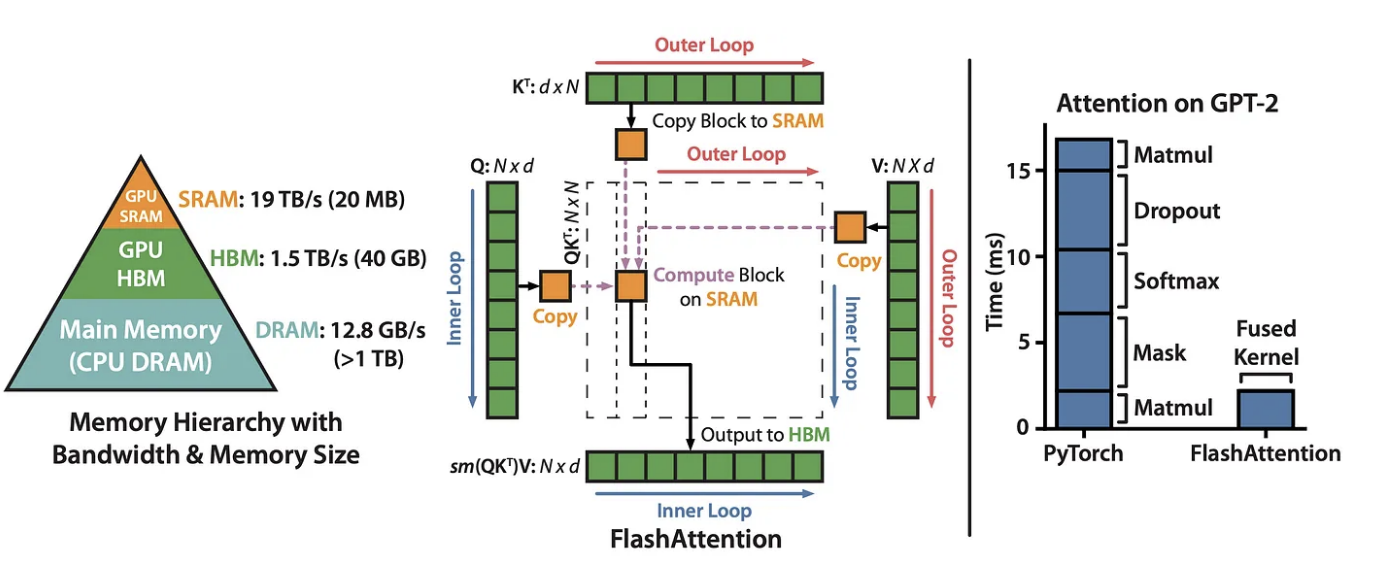 GPU
SRAM
SRAM: 19 TB/s (20 MB)
GPU
HBM
HBM: 1.5 TB/s (40 GB)
Main Memory
(CPU DRAM)
DRAM: 12.8 GB/s
(>1 TB)
Memory Hierarchy with
Bandwidth & Memory Size
Outer Loop
Kᵀ: d x N
Copy Block to SRAM
Outer Loop
Q: N x d
V: N X d
QKᵀ: N x N
Inner Loop
Copy
Compute Block
on SRAM
Copy
Inner Loop
Outer Loop
Output to HBM
sm(QKᵀ)V: N x d
Inner Loop
FlashAttention
Attention on GPT-2
Time (ms)
15
10
5
0
Matmul
Dropout
Softmax
Mask
Matmul
Fused
Kernel
PyTorch
FlashAttention